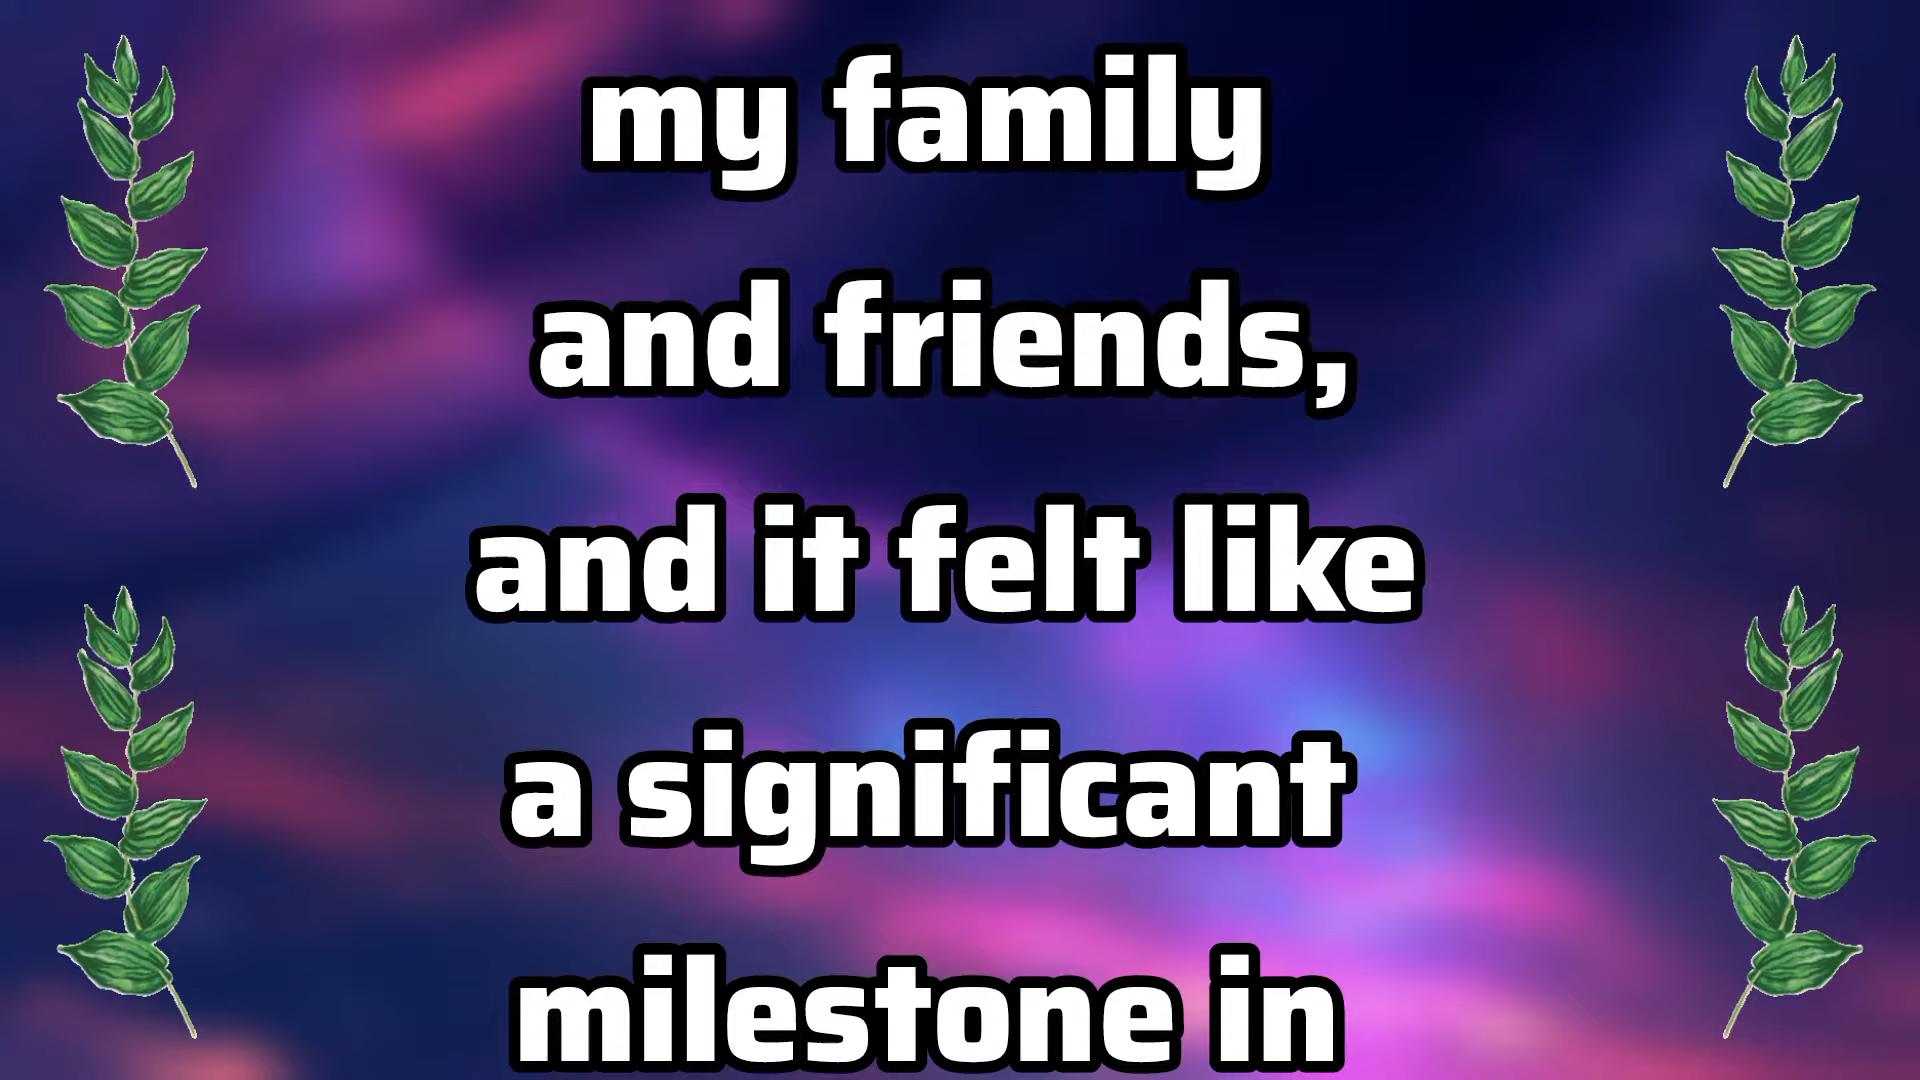 my family
and friends,
and it felt like
a significant
milestone in